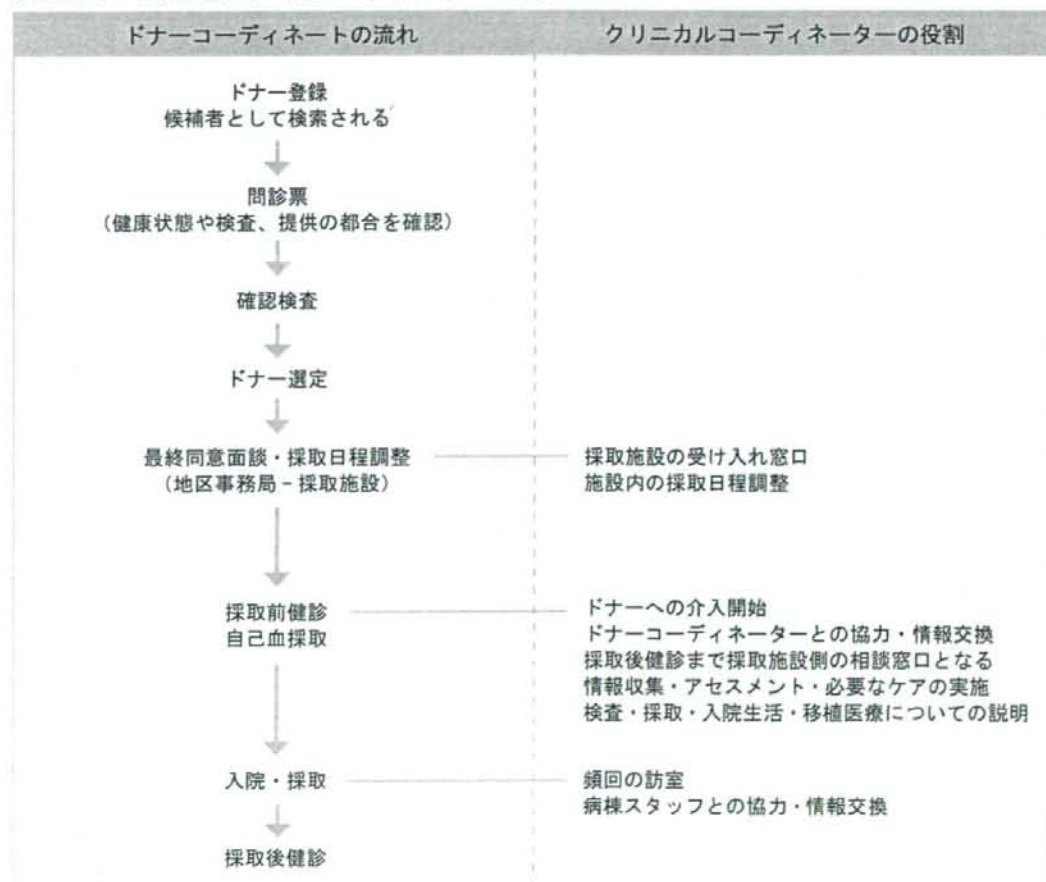 ドナーコーディネートの流れ
クリニカルコーディネーターの役割
ドナー登録
候補者として検索される
問診票
（健康状態や検査、提供の都合を確認）
確認検査
ドナー選定
最終同意面談・採取日程調整
（地区事務局－採取施設）
採取施設の受け入れ窓口
施設内の採取日程調整
採取前健診
自己血採取
ドナーへの介入開始
ドナーコーディネーターとの協力・情報交換
採取後健診まで採取施設側の相談窓口となる
情報収集・アセスメント・必要なケアの実施
検査・採取・入院生活・移植医療についての説明
入院・採取
頻回の訪室
病棟スタッフとの協力・情報交換
採取後健診